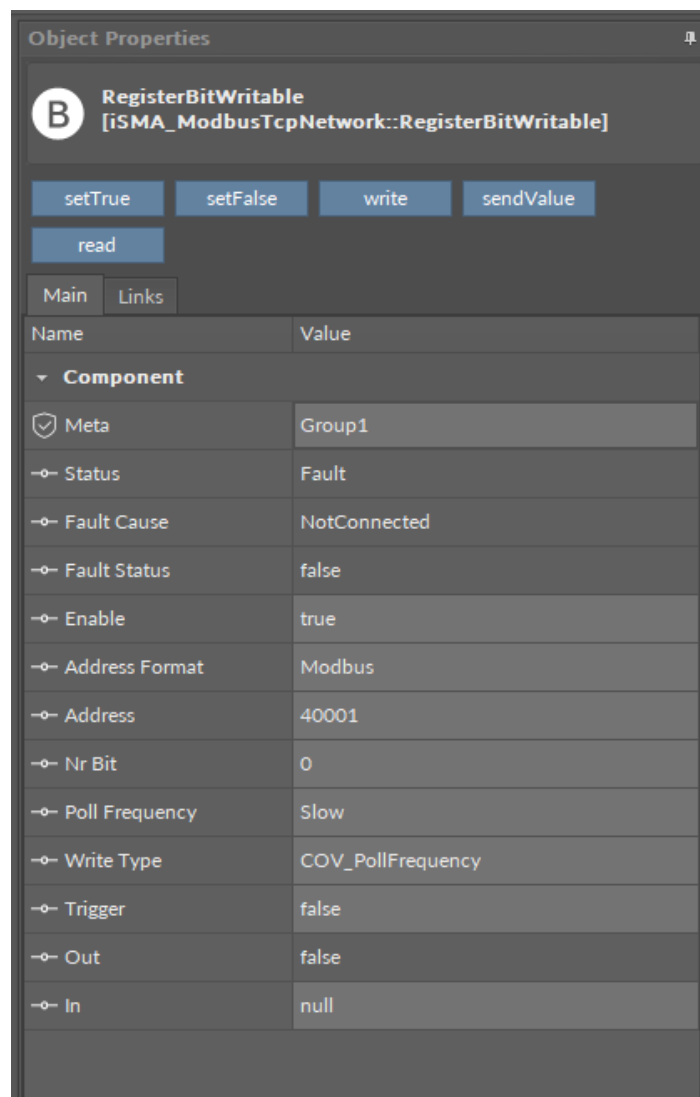 Object Properties
B
RegisterBitWritable
[iSMA_ModbusTcpNetwork::RegisterBitWritable]
setTrue setFalse write sendValue
read
Main Links
Name Value
Component
Meta Group1
Status Fault
Fault Cause NotConnected
Fault Status false
Enable true
Address Format Modbus
Address 40001
Nr Bit 0
Poll Frequency Slow
Write Type COV_PollFrequency
Trigger false
Out false
In null